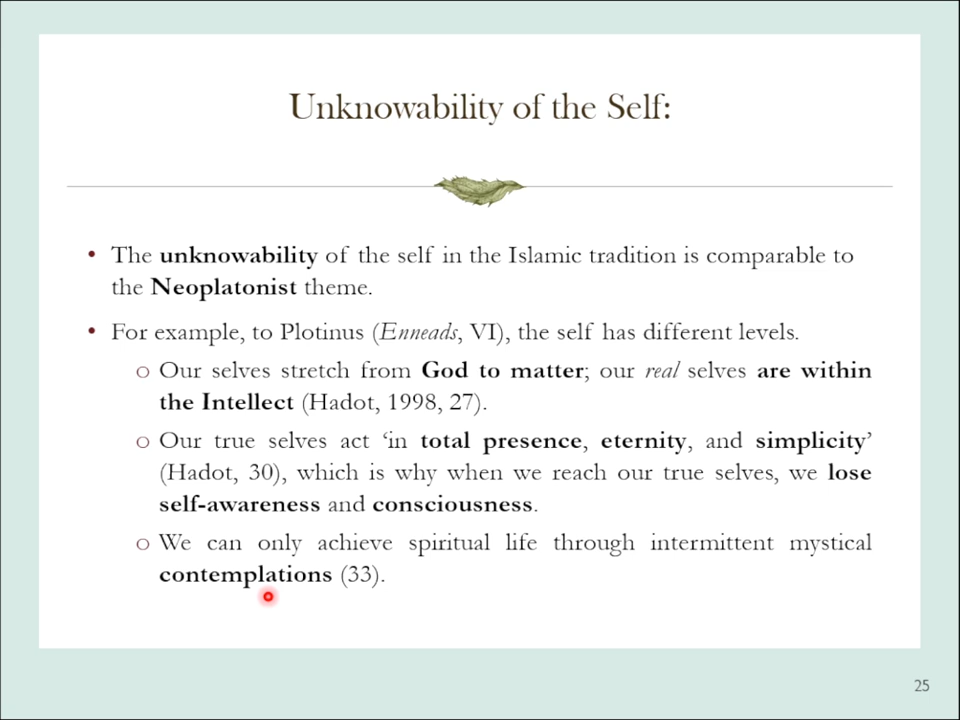 Unknowability of the Self:
• The unknowability of the self in the Islamic tradition is comparable to
the Neoplatonist theme.
• For example, to Plotinus (Enneads, VI), the self has different levels.
o Our selves stretch from God to matter; our real selves are within
the Intellect (Hadot, 1998, 27).
o Our true selves act ‘in total presence, eternity, and simplicity’
(Hadot, 30), which is why when we reach our true selves, we lose
self-awareness and consciousness.
o We can only achieve spiritual life through intermittent mystical
contemplations (33).
25